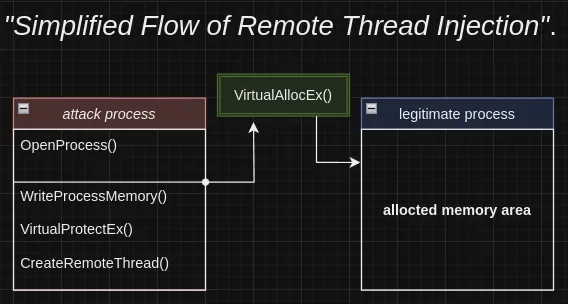 "Simplified Flow of Remote Thread Injection".
VirtualAllocEx()
attack process
legitimate process
OpenProcess()
WriteProcessMemory()
VirtualProtectEx()
CreateRemoteThread()
allocted memory area